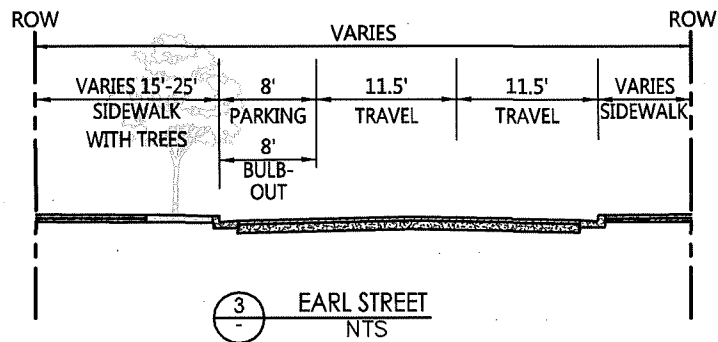 ROW
ROW
VARIES
VARIES 15'-25'
SIDEWALK
WITH TREES
8'
PARKING
8'
BULB-
OUT
11.5'
TRAVEL
11.5'
TRAVEL
VARIES
SIDEWALK
3
-
EARL STREET
NTS